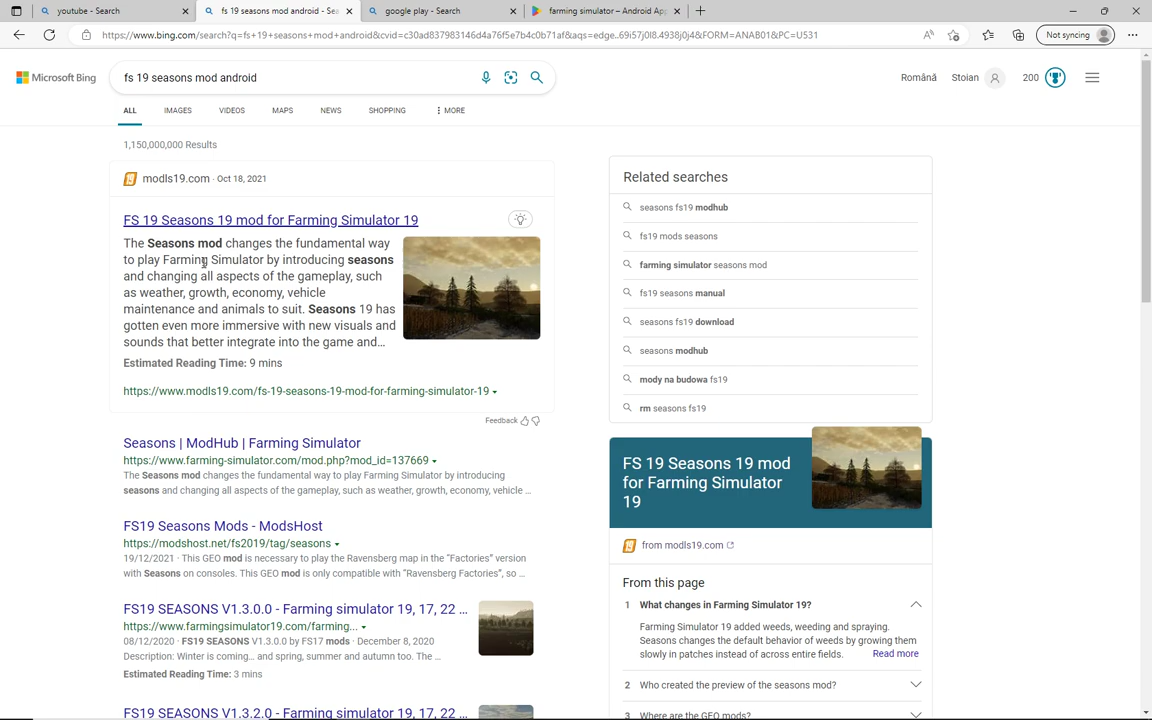 youtube - Search
fs 19 seasons mod android - Sea
google play - Search
farming simulator – Android App
https://www.bing.com/search?q=fs+19+seasons+mod+android&cvid=c30ad837983146d4a76f5e7b4c0b71af&aqs=edge..69i57j0l8.4938j0j4&FORM=ANAB01&PC=U531
Not syncing
Microsoft Bing
fs 19 seasons mod android
Română
Stoian
200
ALL
IMAGES
VIDEOS
MAPS
NEWS
SHOPPING
MORE
1,150,000,000 Results
modls19.com · Oct 18, 2021
FS 19 Seasons 19 mod for Farming Simulator 19
The Seasons mod changes the fundamental way
to play Farming Simulator by introducing seasons
and changing all aspects of the gameplay, such
as weather, growth, economy, vehicle
maintenance and animals to suit. Seasons 19 has
gotten even more immersive with new visuals and
sounds that better integrate into the game and…
Estimated Reading Time: 9 mins
https://www.modls19.com/fs-19-seasons-19-mod-for-farming-simulator-19
Feedback
Seasons | ModHub | Farming Simulator
https://www.farming-simulator.com/mod.php?mod_id=137669
The Seasons mod changes the fundamental way to play Farming Simulator by introducing
seasons and changing all aspects of the gameplay, such as weather, growth, economy, vehicle ...
FS19 Seasons Mods - ModsHost
https://modshost.net/fs2019/tag/seasons
19/12/2021 · This GEO mod is necessary to play the Ravensberg map in the "Factories" version
with Seasons on consoles. This GEO mod is only compatible with "Ravensberg Factories", so ...
FS19 SEASONS V1.3.0.0 - Farming simulator 19, 17, 22 ...
https://www.farmingsimulator19.com/farming...
08/12/2020 · FS19 SEASONS V1.3.0.0 by FS17 mods · December 8, 2020
Description: Winter is coming… and spring, summer and autumn too. The ...
Estimated Reading Time: 3 mins
FS19 SEASONS V1.3.2.0 - Farming simulator 19, 17, 22 ...
Related searches
seasons fs19 modhub
fs19 mods seasons
farming simulator seasons mod
fs19 seasons manual
seasons fs19 download
seasons modhub
mody na budowa fs19
rm seasons fs19
FS 19 Seasons 19 mod
for Farming Simulator
19
from modls19.com
From this page
1 What changes in Farming Simulator 19?
Farming Simulator 19 added weeds, weeding and spraying.
Seasons changes the default behavior of weeds by growing them
slowly in patches instead of across entire fields.
Read more
2 Who created the preview of the seasons mod?
3 Where are the GEO mods?